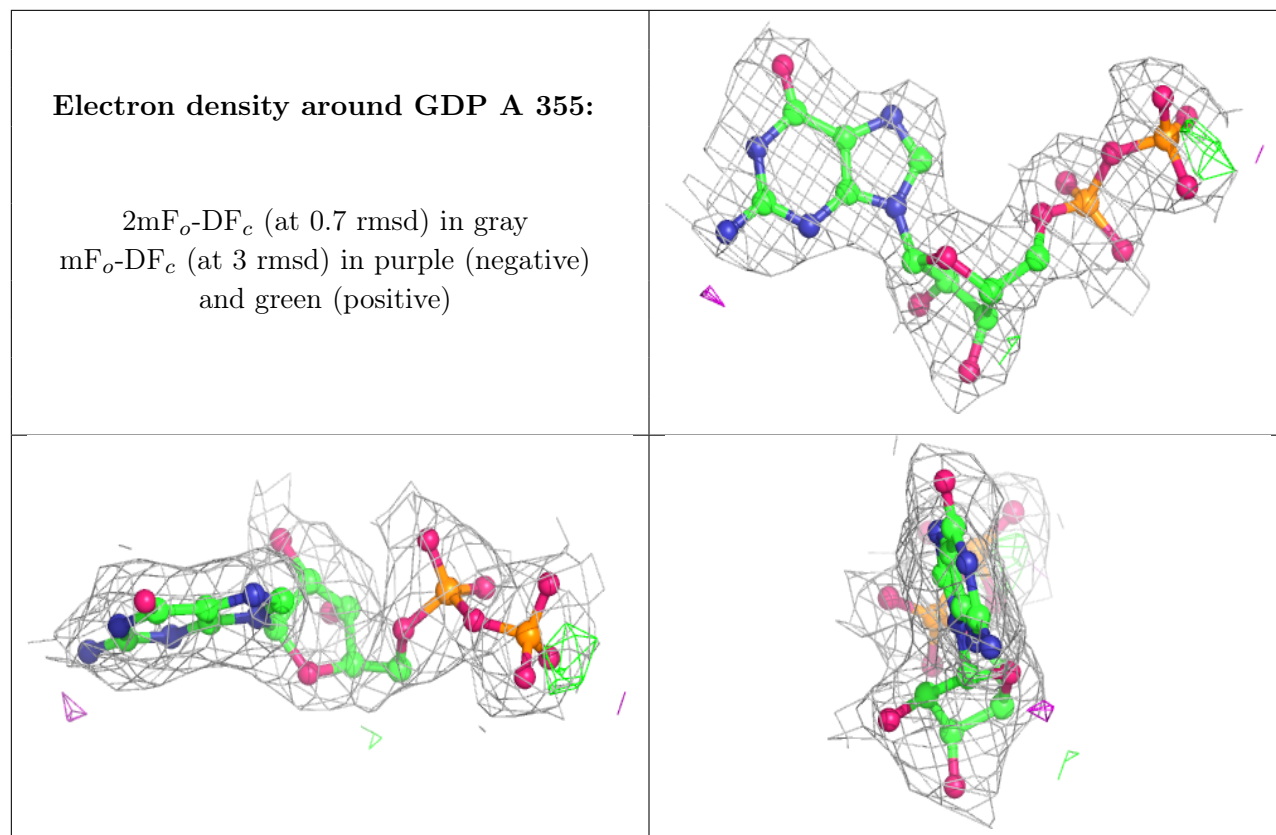 Electron density around GDP A 355:
2mFₒ-DF𝒸 (at 0.7 rmsd) in gray
mFₒ-DF𝒸 (at 3 rmsd) in purple (negative)
and green (positive)